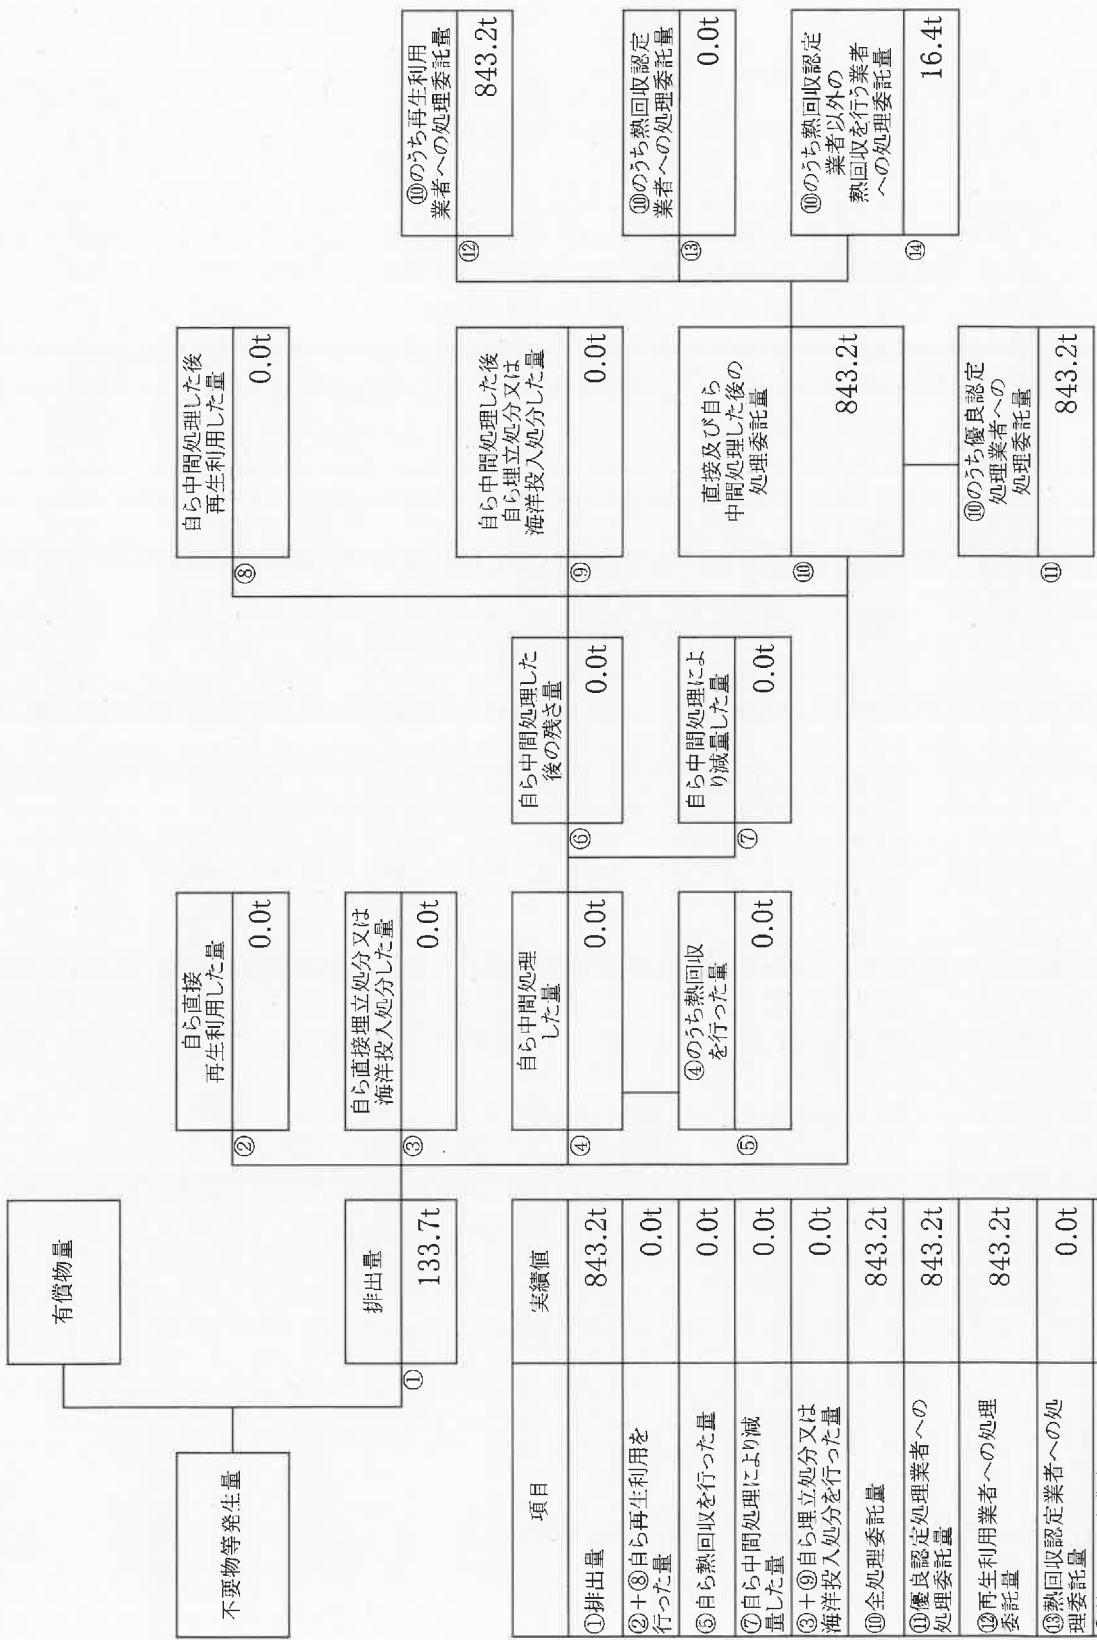 不要物等発生量
有償物量
排出量
①
133.7t
自ら直接
再生利用した量
②
0.0t
自ら直接埋立処分又は
海洋投入処分した量
③
0.0t
自ら中間処理
した量
④
0.0t
④のうち熱回収
を行った量
⑤
0.0t
自ら中間処理した
後の残さ量
⑥
0.0t
自ら中間処理によ
り減量した量
⑦
0.0t
自ら中間処理した後
再生利用した量
⑧
0.0t
自ら中間処理した後
自ら埋立処分又は
海洋投入処分した量
⑨
0.0t
直接及び自ら
中間処理した後の
処理委託量
⑩
843.2t
⑩のうち優良認定
処理業者への
処理委託量
⑪
843.2t
⑩のうち再生利用
業者への処理委託量
⑫
843.2t
⑩のうち熱回収認定
業者への処理委託量
⑬
0.0t
⑩のうち熱回収認定
業者以外の
熱回収を行う業者
への処理委託量
⑭
16.4t
項目 実績値
①排出量 843.2t
②+⑧自ら再生利用を
行った量 0.0t
⑤自ら熱回収を行った量 0.0t
⑦自ら中間処理により減
量した量 0.0t
③+⑨自ら埋立処分又は
海洋投入処分を行った量 0.0t
⑩全処理委託量 843.2t
⑪優良認定処理業者への
処理委託量 843.2t
⑫再生利用業者への処理
委託量 843.2t
⑬熱回収認定業者への処
理委託量 0.0t